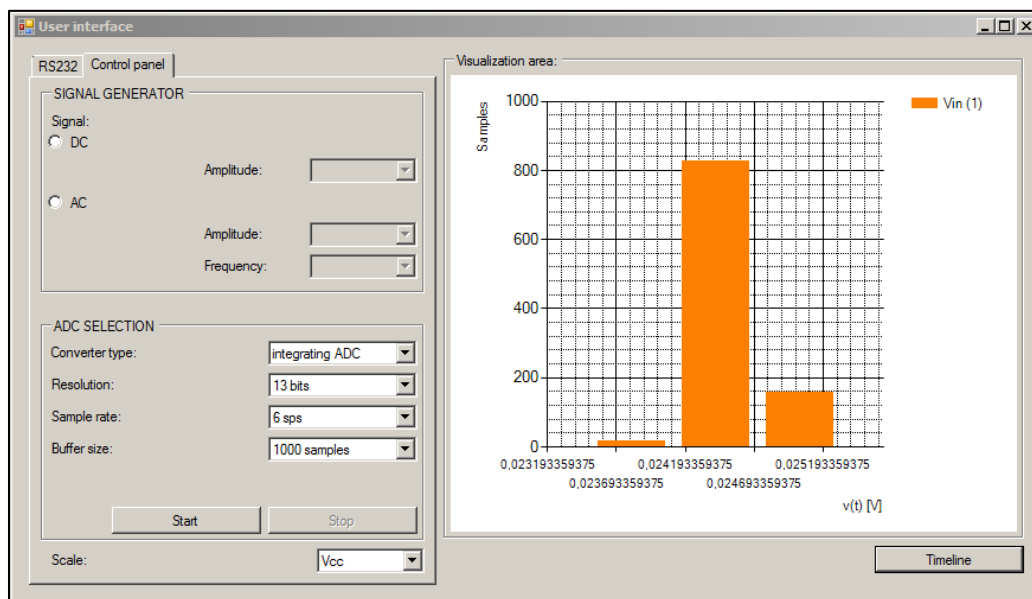 User interface
RS232 Control panel
SIGNAL GENERATOR
Signal:
DC
Amplitude:
AC
Amplitude:
Frequency:
ADC SELECTION
Converter type: integrating ADC
Resolution: 13 bits
Sample rate: 6 sps
Buffer size: 1000 samples
Start Stop
Scale: Vcc
Visualization area:
Samples
1000
800
600
400
200
0
0,023193359375 0,024193359375 0,025193359375
0,023693359375 0,024693359375
v(t) [V]
Vin (1)
Timeline